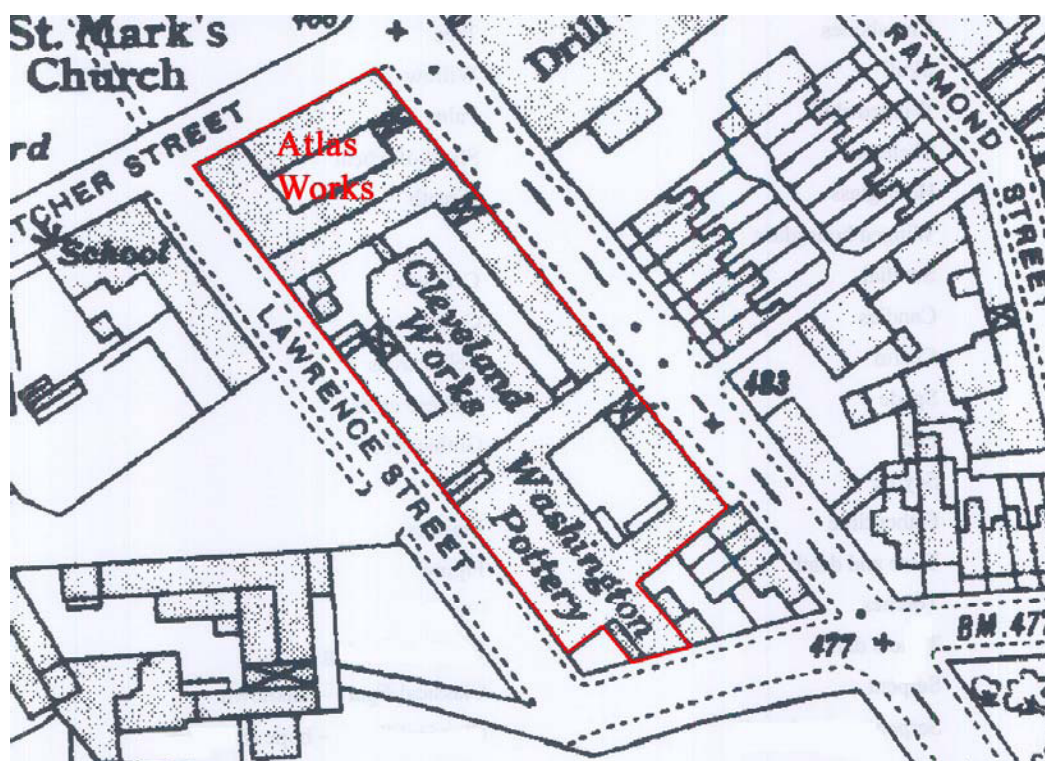 St. Mark's
Church
Drill
RAYMOND
STREET
rd
TCHER STREET
School
Atlas
Works
Cleveland
Works
LAWRENCE STREET
483
Washington
Pottery
477
BM.477